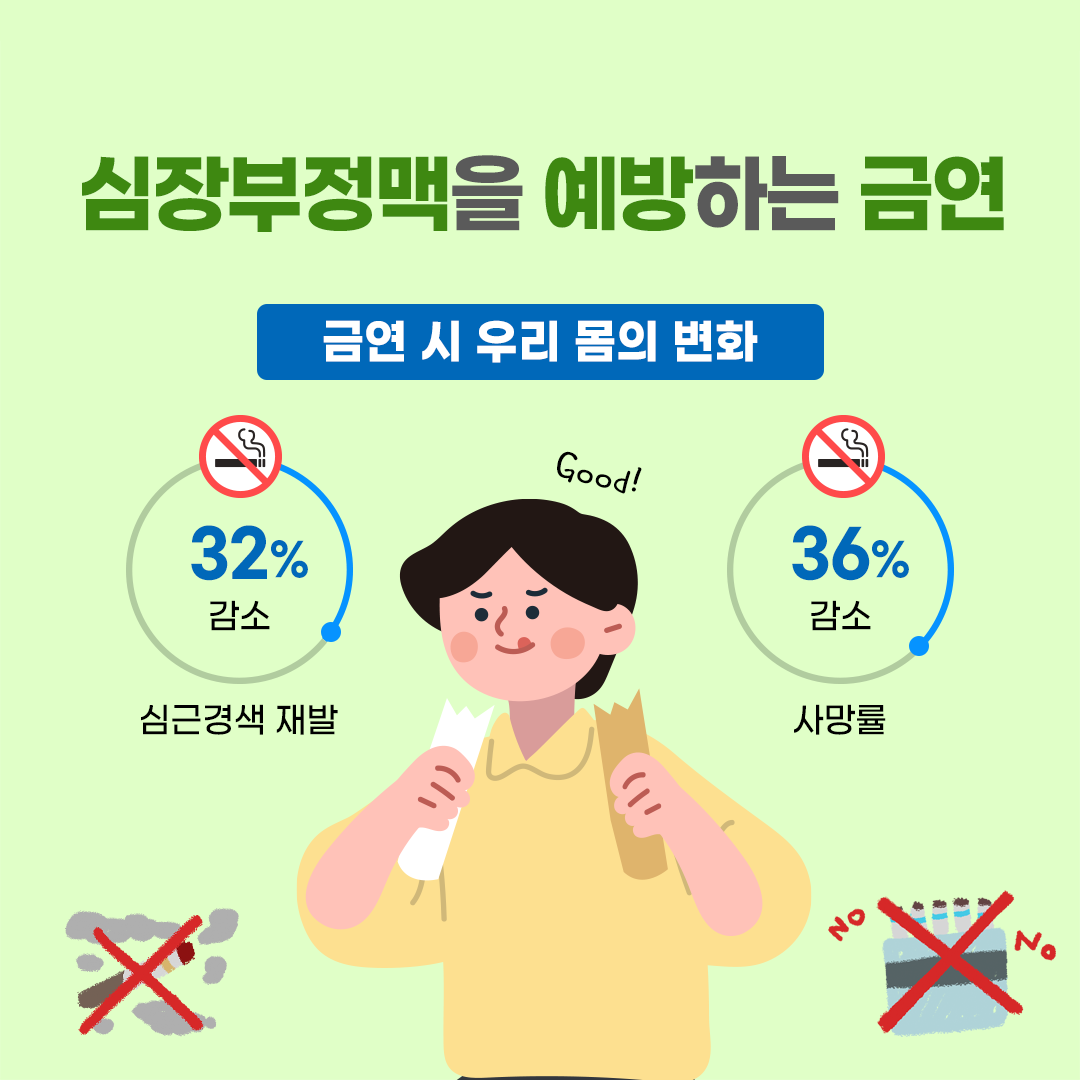 심장부정맥을 예방하는 금연
금연 시 우리 몸의 변화
Good!
32%
감소
심근경색 재발
36%
감소
사망률
NO
No